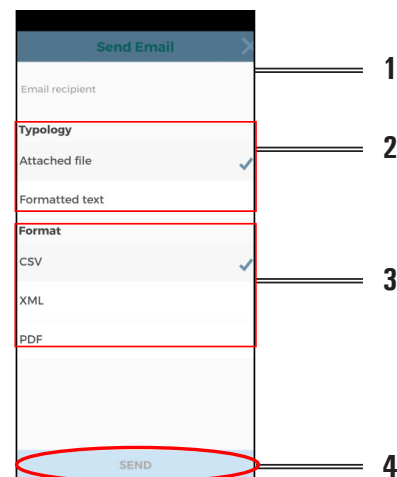 Send Email
1
Email recipient
Typology
2
Attached file
Formatted text
Format
CSV
3
XML
PDF
SEND
4